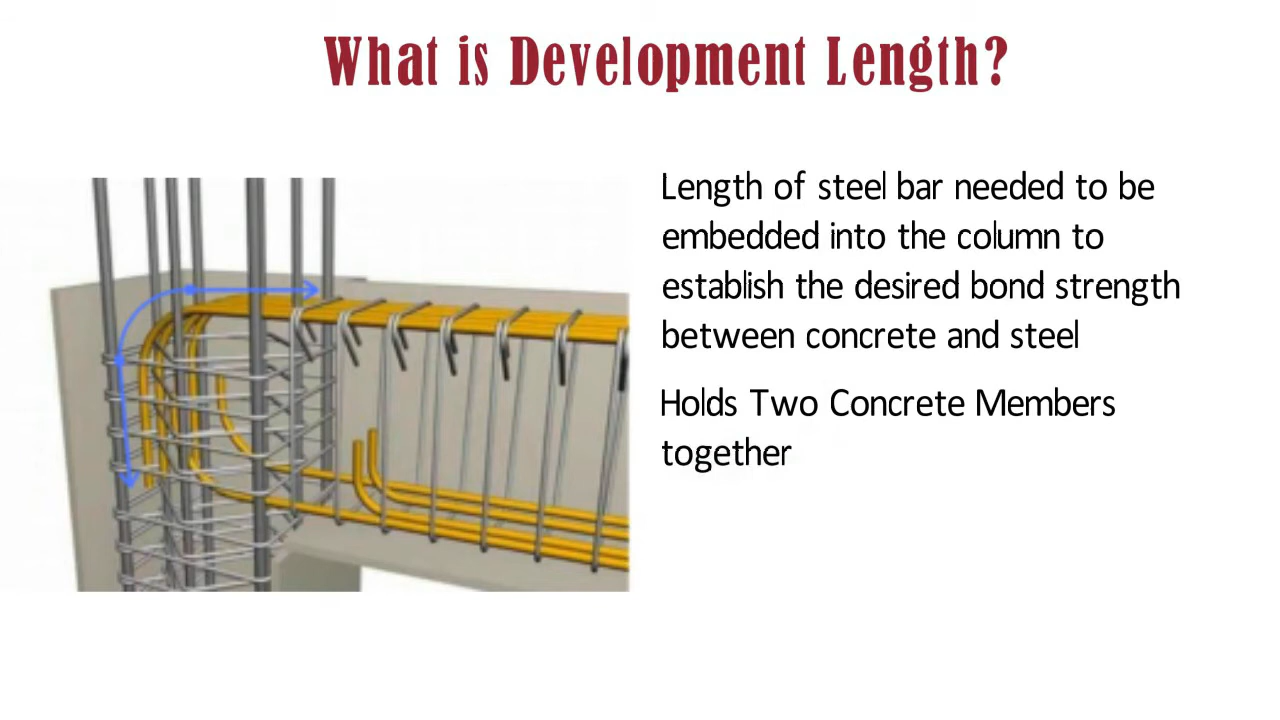 What is Development Length?
Length of steel bar needed to be
embedded into the column to
establish the desired bond strength
between concrete and steel
Holds Two Concrete Members
together